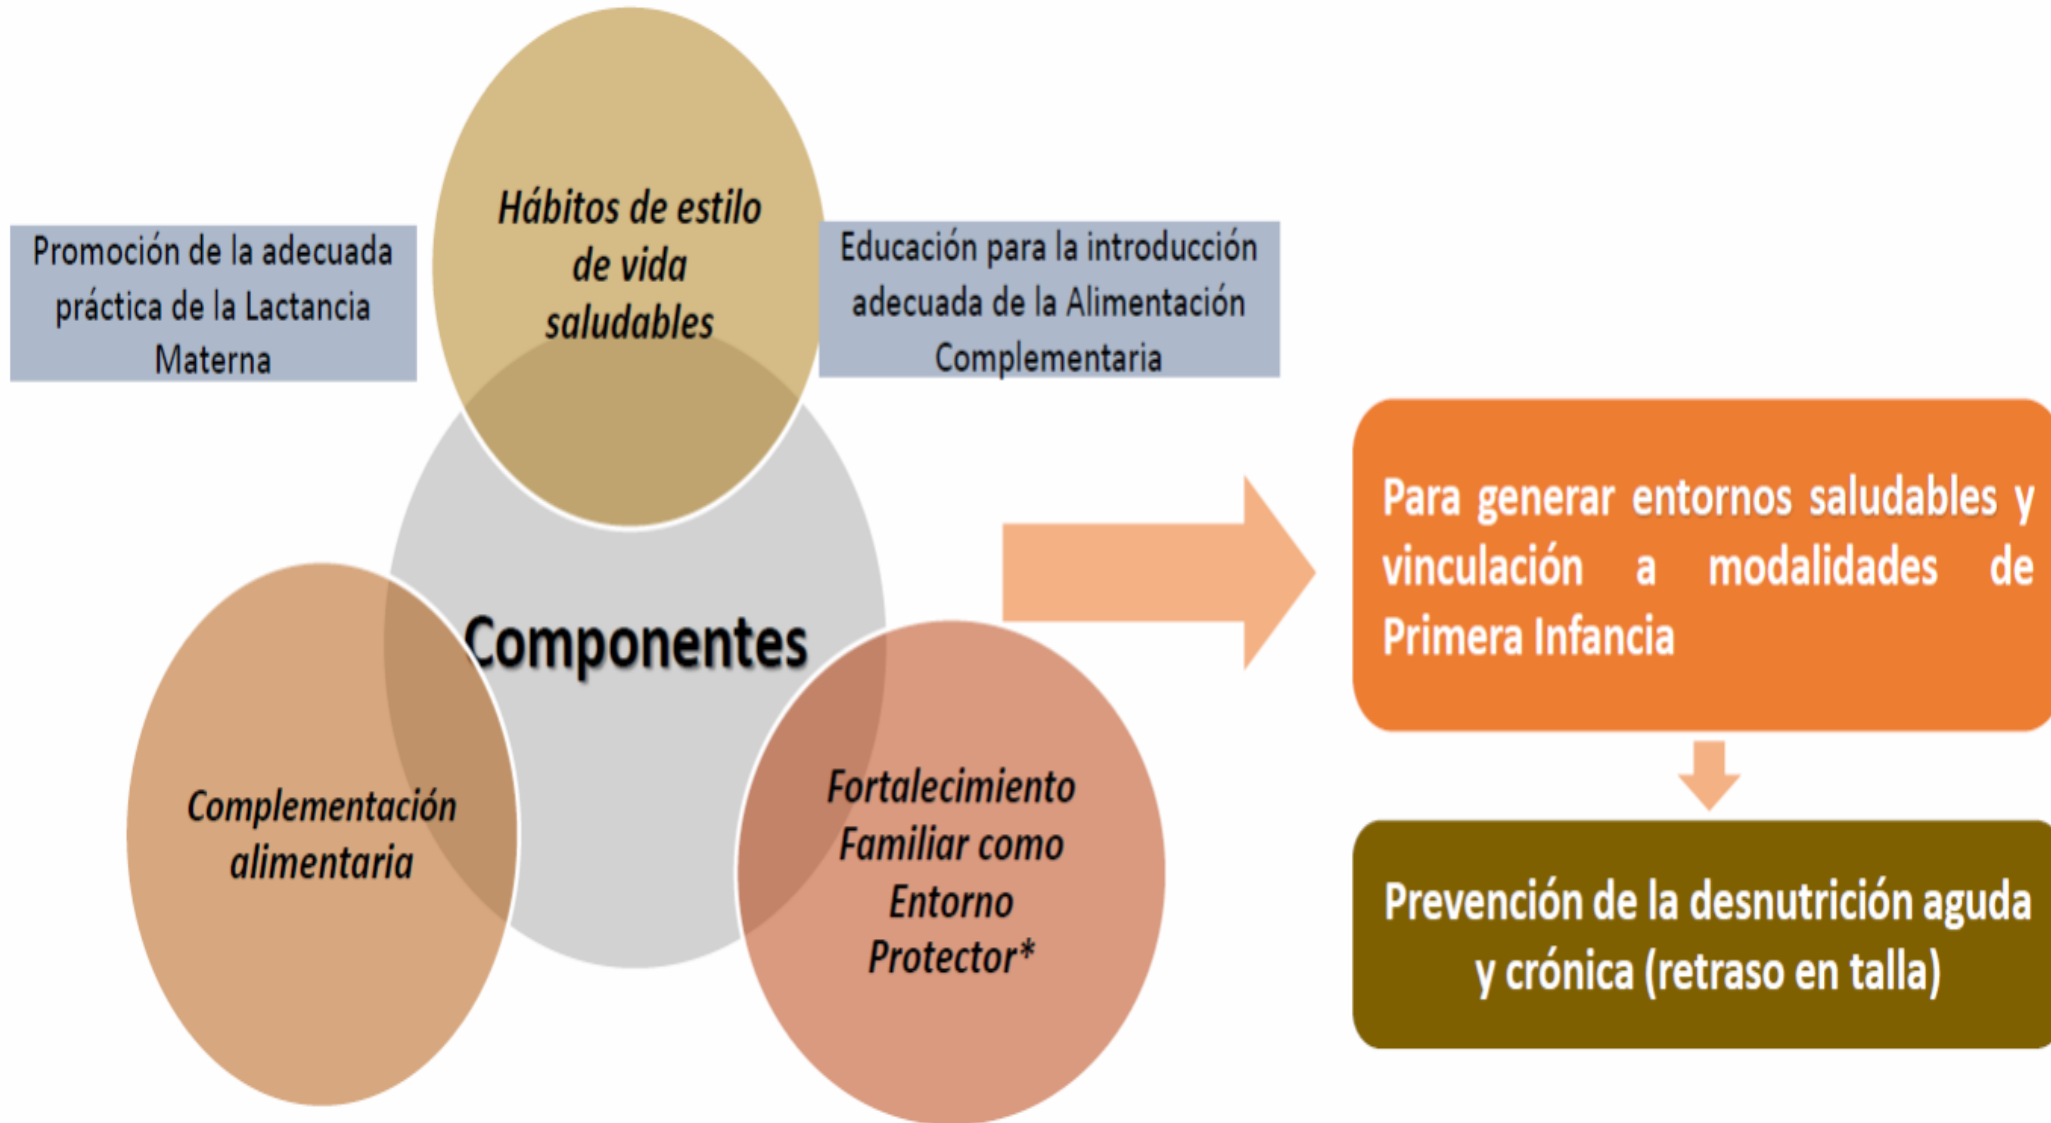 Hábitos de estilo
de vida
saludables
Promoción de la adecuada
práctica de la Lactancia
Materna
Educación para la introducción
adecuada de la Alimentación
Complementaria
Componentes
Complementación
alimentaria
Fortalecimiento
Familiar como
Entorno
Protector*
Para generar entornos saludables y
vinculación a modalidades de
Primera Infancia
Prevención de la desnutrición aguda
y crónica (retraso en talla)